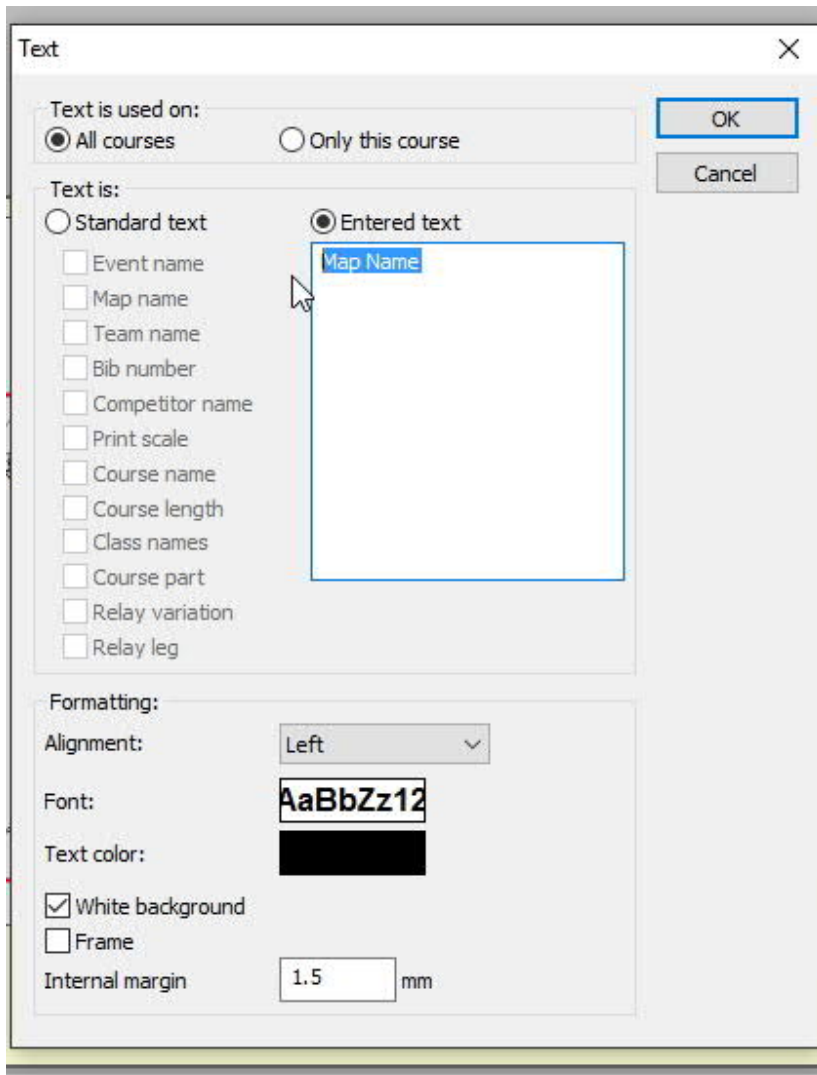 Text
Text is used on:
All courses
Only this course
OK
Cancel
Text is:
Standard text
Entered text
Event name
Map name
Team name
Bib number
Competitor name
Print scale
Course name
Course length
Class names
Course part
Relay variation
Relay leg
Map Name
Formatting:
Alignment:
Left
Font:
AaBbZz12
Text color:
White background
Frame
Internal margin
1.5
mm